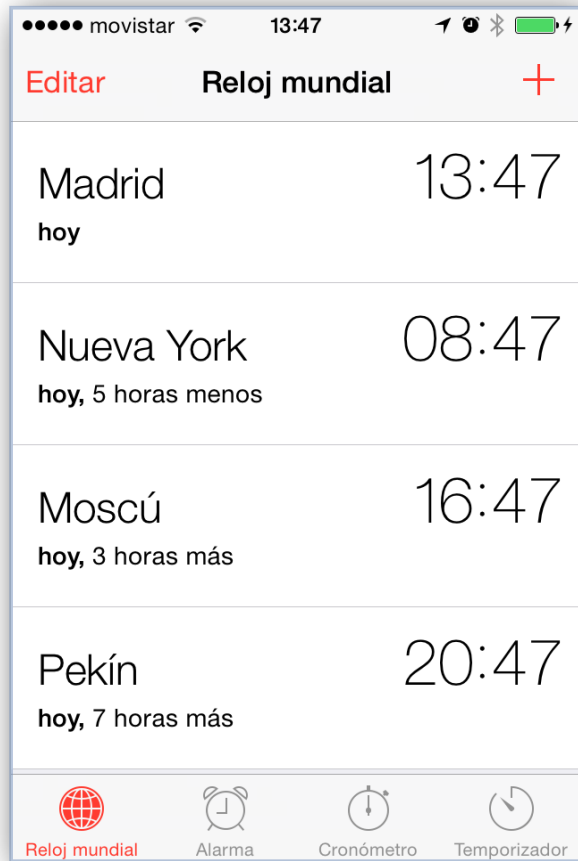 movistar 13:47
Editar Reloj mundial +
Madrid 13:47
hoy
Nueva York 08:47
hoy, 5 horas menos
Moscú 16:47
hoy, 3 horas más
Pekín 20:47
hoy, 7 horas más
Reloj mundial Alarma Cronómetro Temporizador